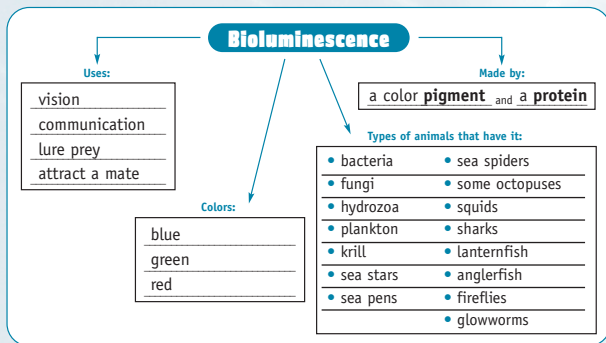 Bioluminescence
Uses:
vision
communication
lure prey
attract a mate
Colors:
blue
green
red
Made by:
a color pigment and a protein
Types of animals that have it:
• bacteria
• fungi
• hydrozoa
• plankton
• krill
• sea stars
• sea pens
• sea spiders
• some octopuses
• squids
• sharks
• lanternfish
• anglerfish
• fireflies
• glowworms